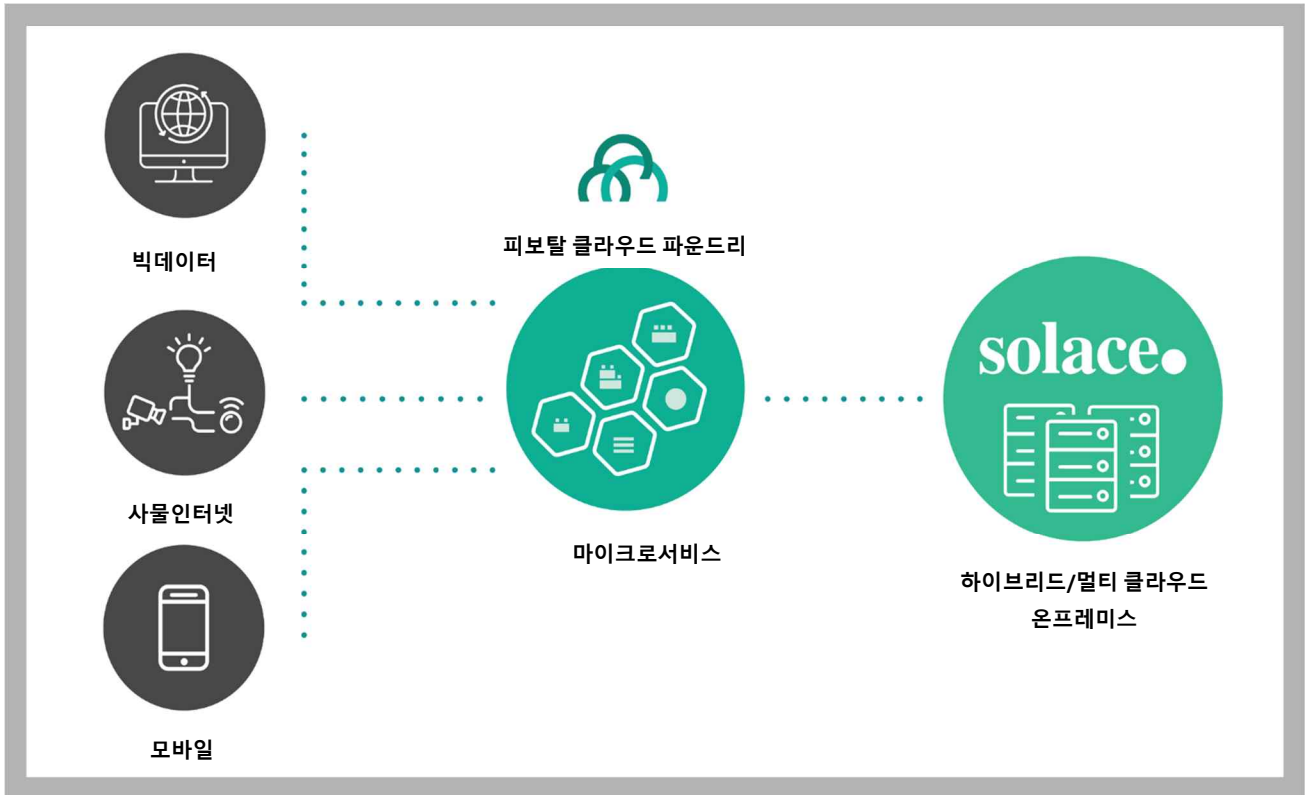 빅데이터
사물인터넷
모바일
피보탈 클라우드 파운드리
마이크로서비스
solace.
하이브리드/멀티 클라우드
온프레미스